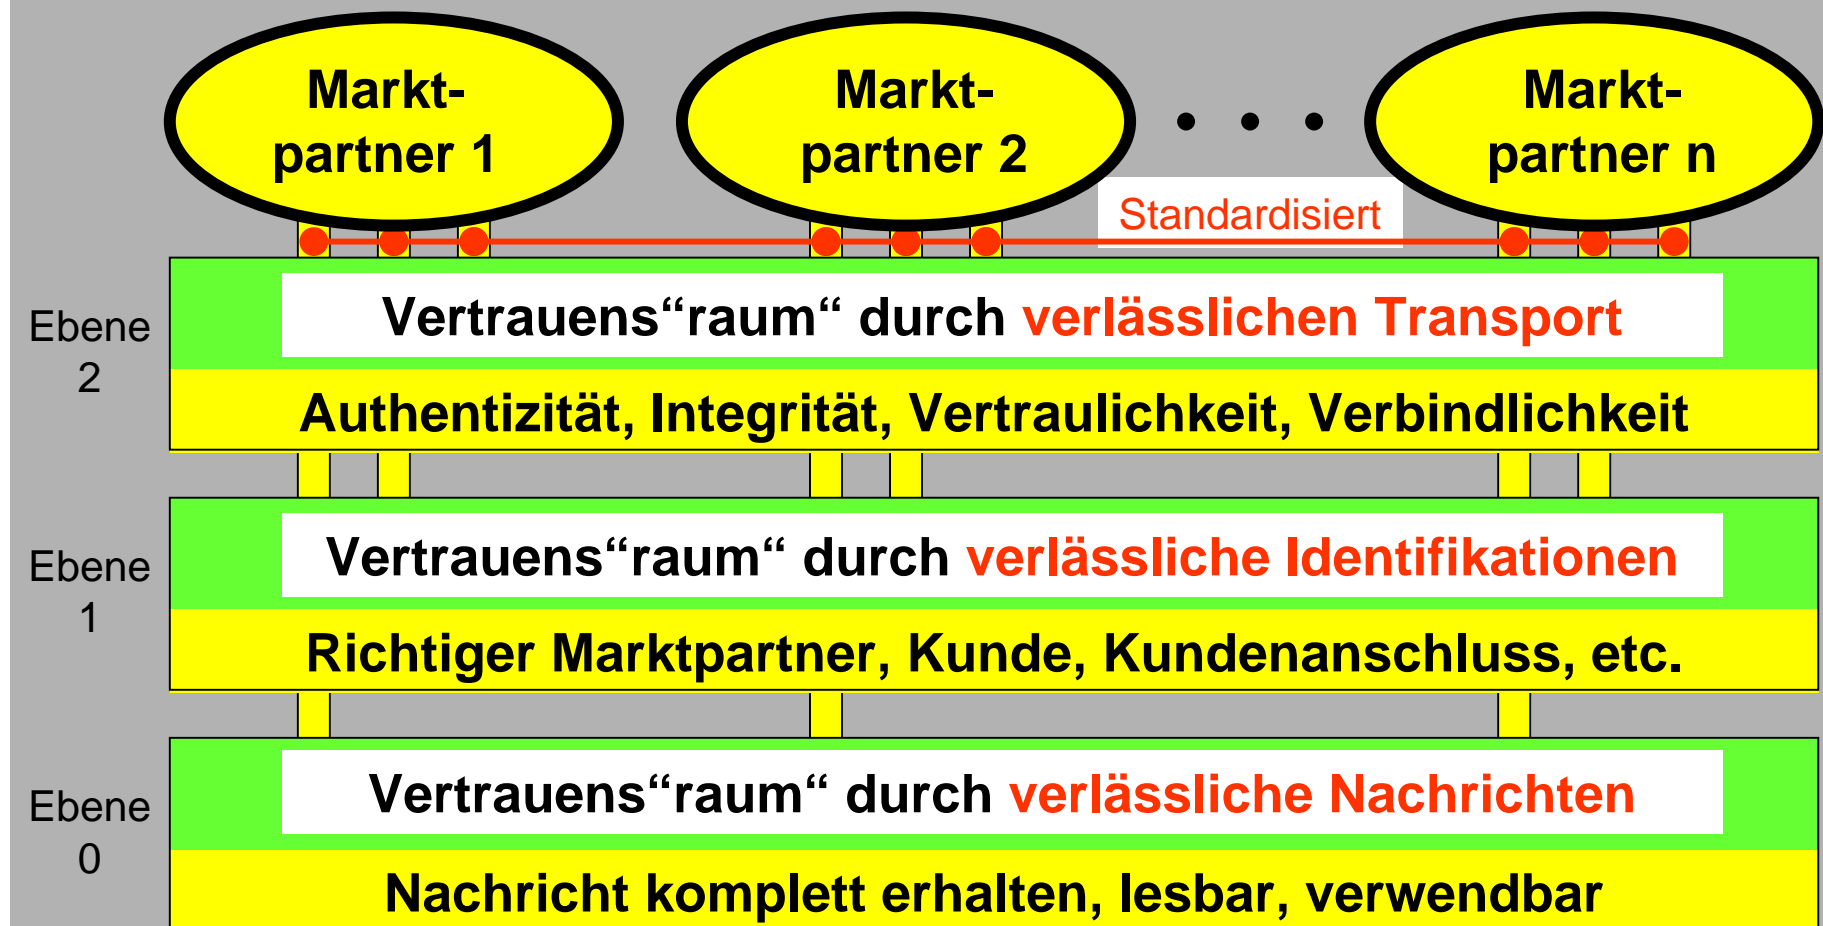 Markt-
partner 1
Markt-
partner 2
Markt-
partner n
Standardisiert
Ebene
2
Vertrauens“raum“ durch verlässlichen Transport
Authentizität, Integrität, Vertraulichkeit, Verbindlichkeit
Ebene
1
Vertrauens“raum“ durch verlässliche Identifikationen
Richtiger Marktpartner, Kunde, Kundenanschluss, etc.
Ebene
0
Vertrauens“raum“ durch verlässliche Nachrichten
Nachricht komplett erhalten, lesbar, verwendbar